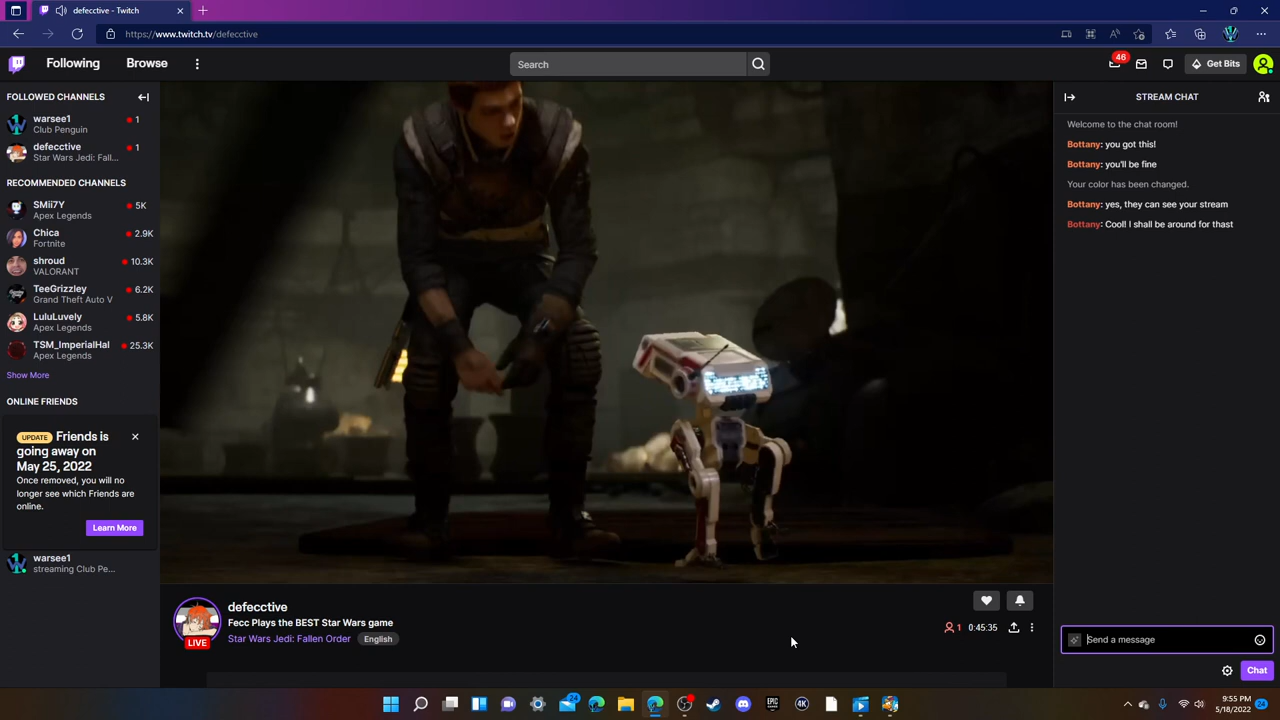 defecctive - Twitch
https://www.twitch.tv/defecctive
Following
Browse
Search
46
Get Bits
FOLLOWED CHANNELS
warsee1
Club Penguin
1
defecctive
Star Wars Jedi: Fall...
1
RECOMMENDED CHANNELS
SMii7Y
Apex Legends
5K
Chica
Fortnite
2.9K
shroud
VALORANT
10.3K
TeeGrizzley
Grand Theft Auto V
6.2K
LuluLuvely
Apex Legends
5.8K
TSM_ImperialHal
Apex Legends
25.3K
Show More
ONLINE FRIENDS
UPDATE Friends is
going away on
May 25, 2022
Once removed, you will no
longer see which Friends are
online.
Learn More
warsee1
streaming Club Pe...
LIVE
defecctive
Fecc Plays the BEST Star Wars game
Star Wars Jedi: Fallen Order English
1 0:45:35
STREAM CHAT
Welcome to the chat room!
Bottany: you got this!
Bottany: you'll be fine
Your color has been changed.
Bottany: yes, they can see your stream
Bottany: Cool! I shall be around for thast
Send a message
Chat
24
EPIC
GAMES
4K
9:55 PM
5/18/2022
24